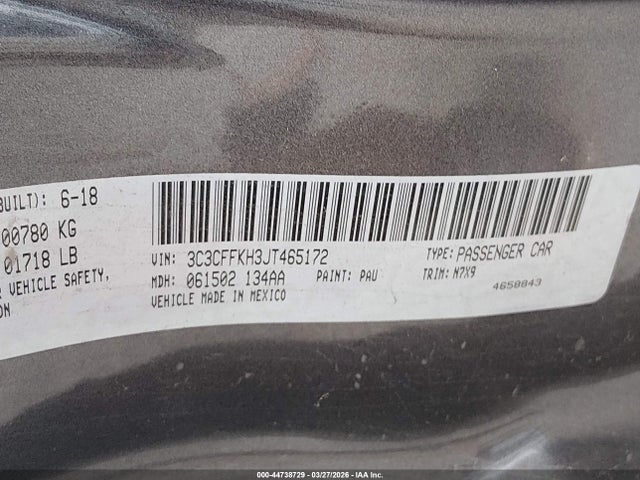 BUILT): 6-18
00780 KG
01718 LB
VEHICLE SAFETY,
ON
VIN: 3C3CFFKH3JT465172
TYPE: PASSENGER CAR
MDH: 061502 134AA
PAINT: PAU
TRIM: N7X9
VEHICLE MADE IN MEXICO
4658843
000-44738729 - 03/27/2026 - IAA Inc.